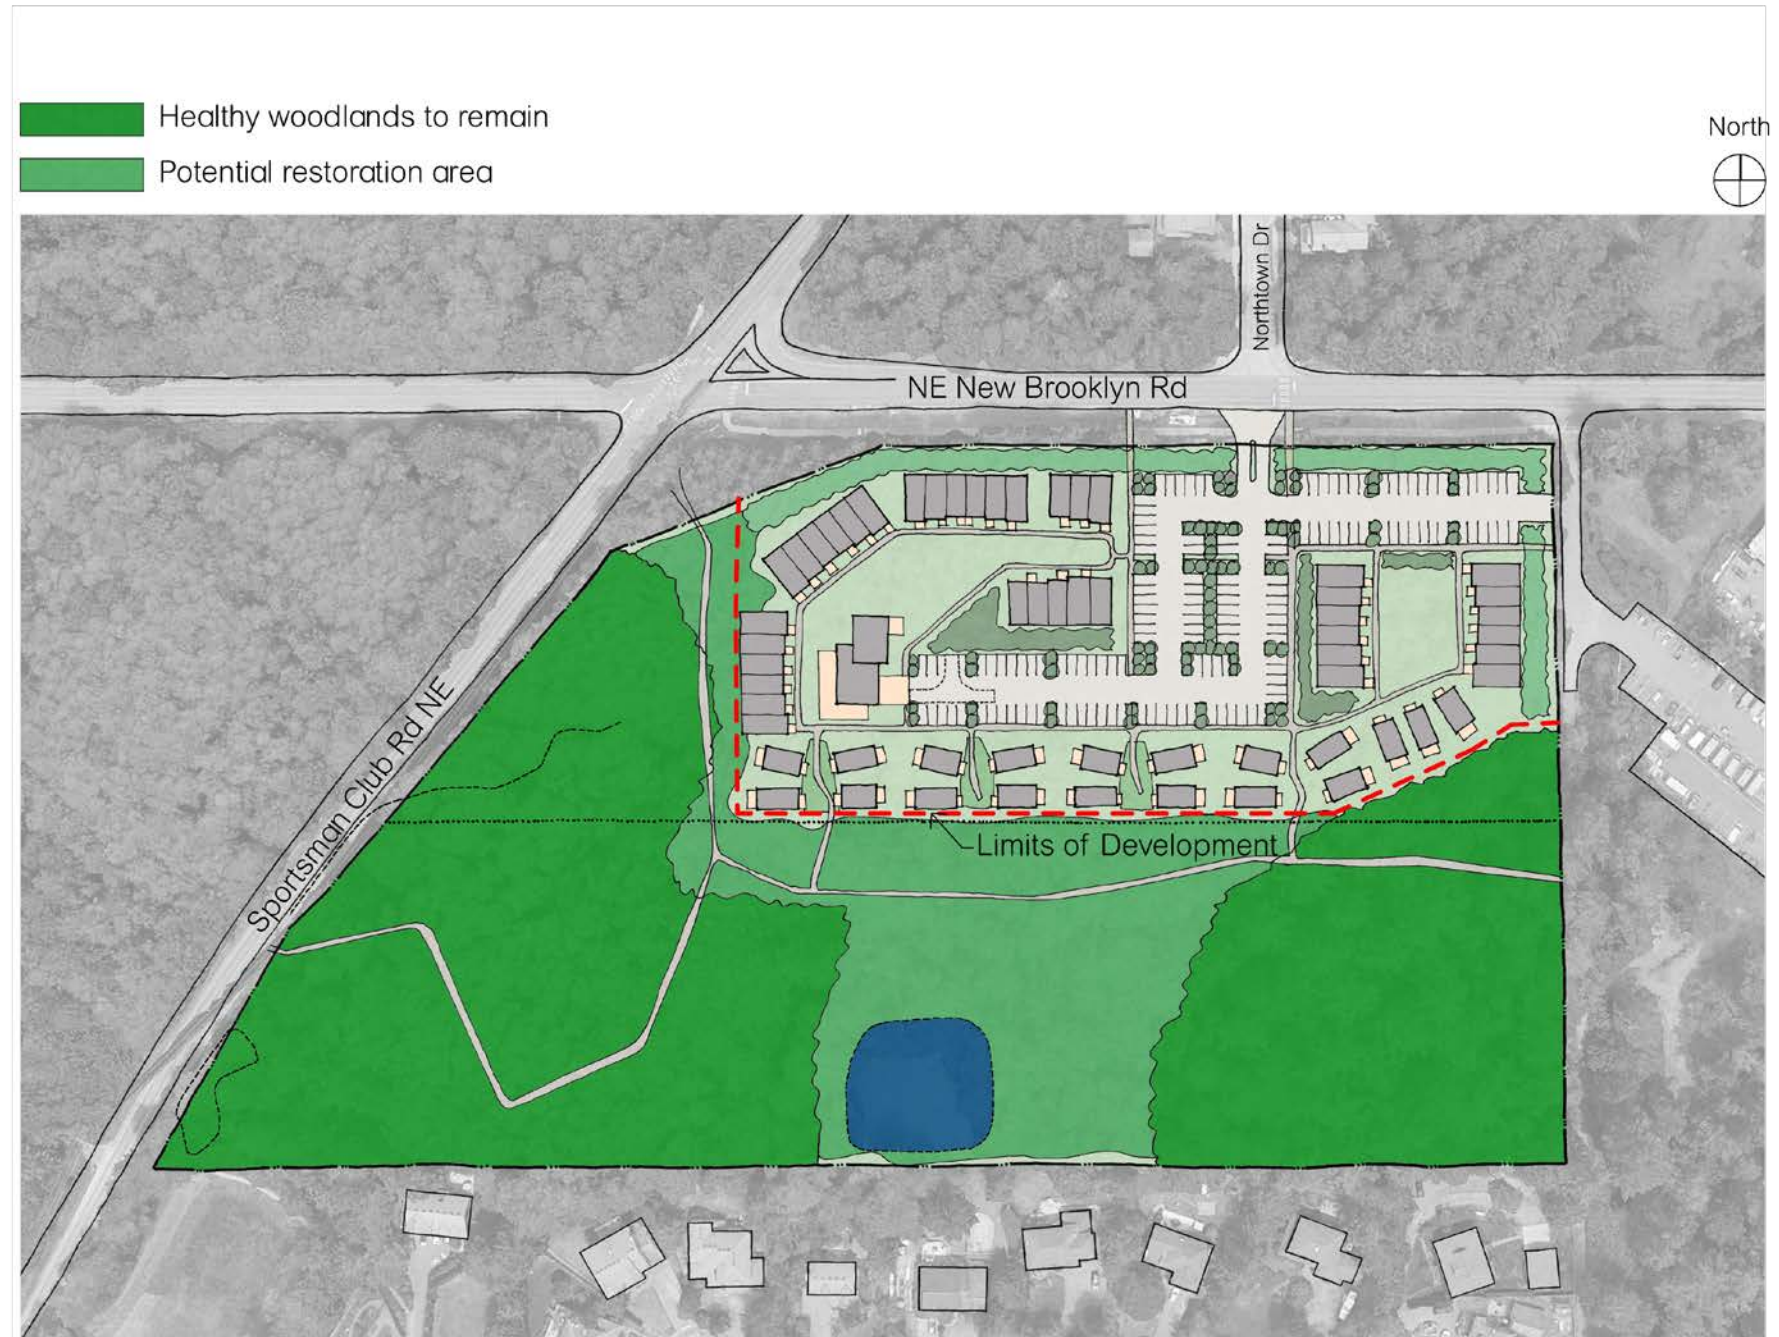 Healthy woodlands to remain
Potential restoration area
North
Northtown Dr
NE New Brooklyn Rd
Sportsman Club Rd NE
Limits of Development